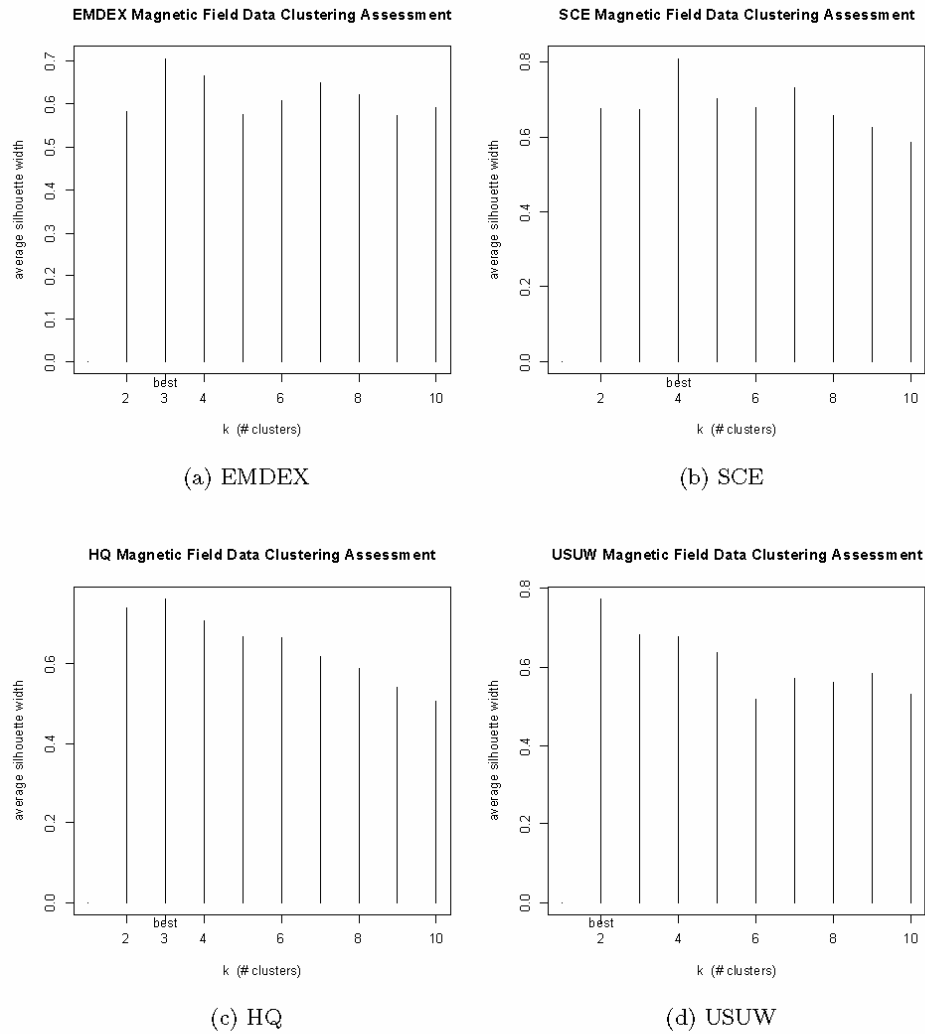 EMDEX Magnetic Field Data Clustering Assessment
average silhouette width
0.7
0.6
0.5
0.4
0.3
0.2
0.1
0.0
best
2 3 4 6 8 10
k (# clusters)
(a) EMDEX
SCE Magnetic Field Data Clustering Assessment
average silhouette width
0.8
0.6
0.4
0.2
0.0
best
2 4 6 8 10
k (# clusters)
(b) SCE
HQ Magnetic Field Data Clustering Assessment
average silhouette width
0.6
0.4
0.2
0.0
best
2 3 4 6 8 10
k (# clusters)
(c) HQ
USUW Magnetic Field Data Clustering Assessment
average silhouette width
0.8
0.6
0.4
0.2
0.0
best
2 4 6 8 10
k (# clusters)
(d) USUW